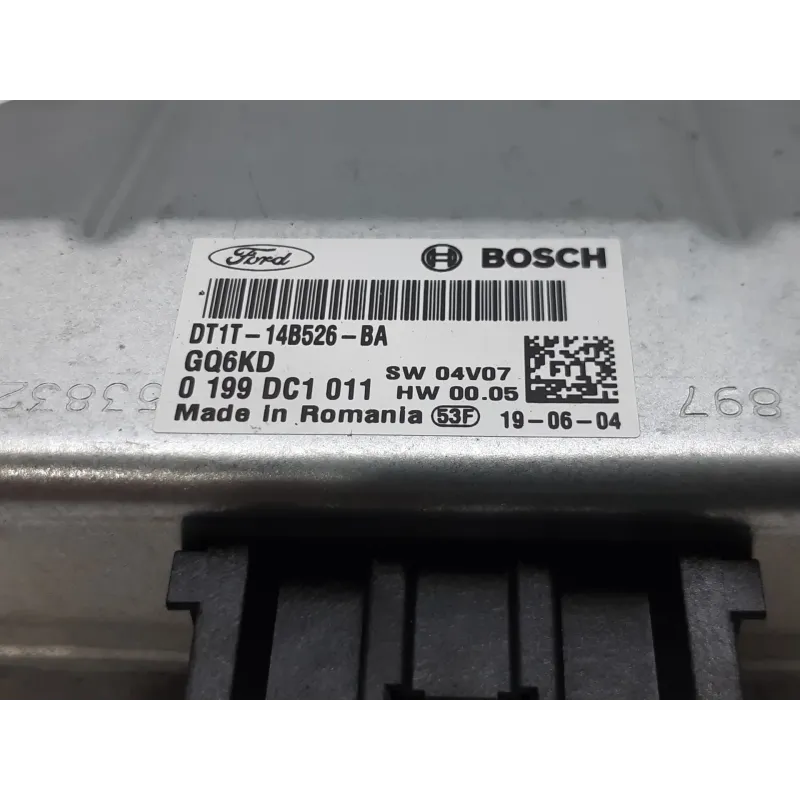 Ford BOSCH
DT1T-14B526-BA
GQ6KD
SW 04V07
0 199 DC1 011 HW 00.05
Made in Romania 53F 19-06-04
53832 897